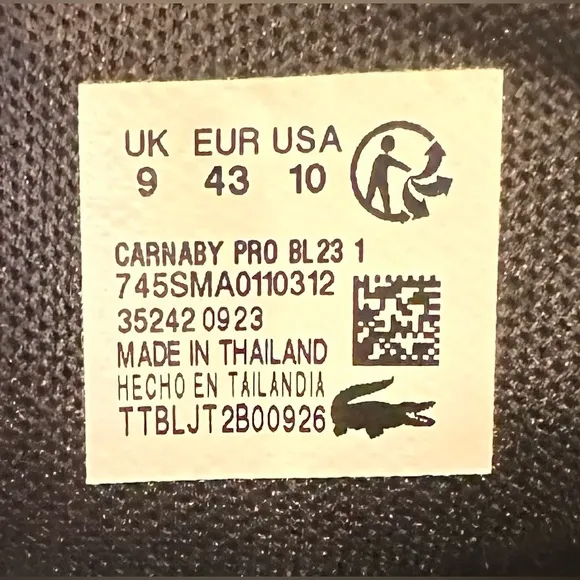 UK EUR USA
9 43 10
CARNABY PRO BL23 1
745SMA0110312
35242 0923
MADE IN THAILAND
HECHO EN TAILANDIA
TTBLJT2B00926